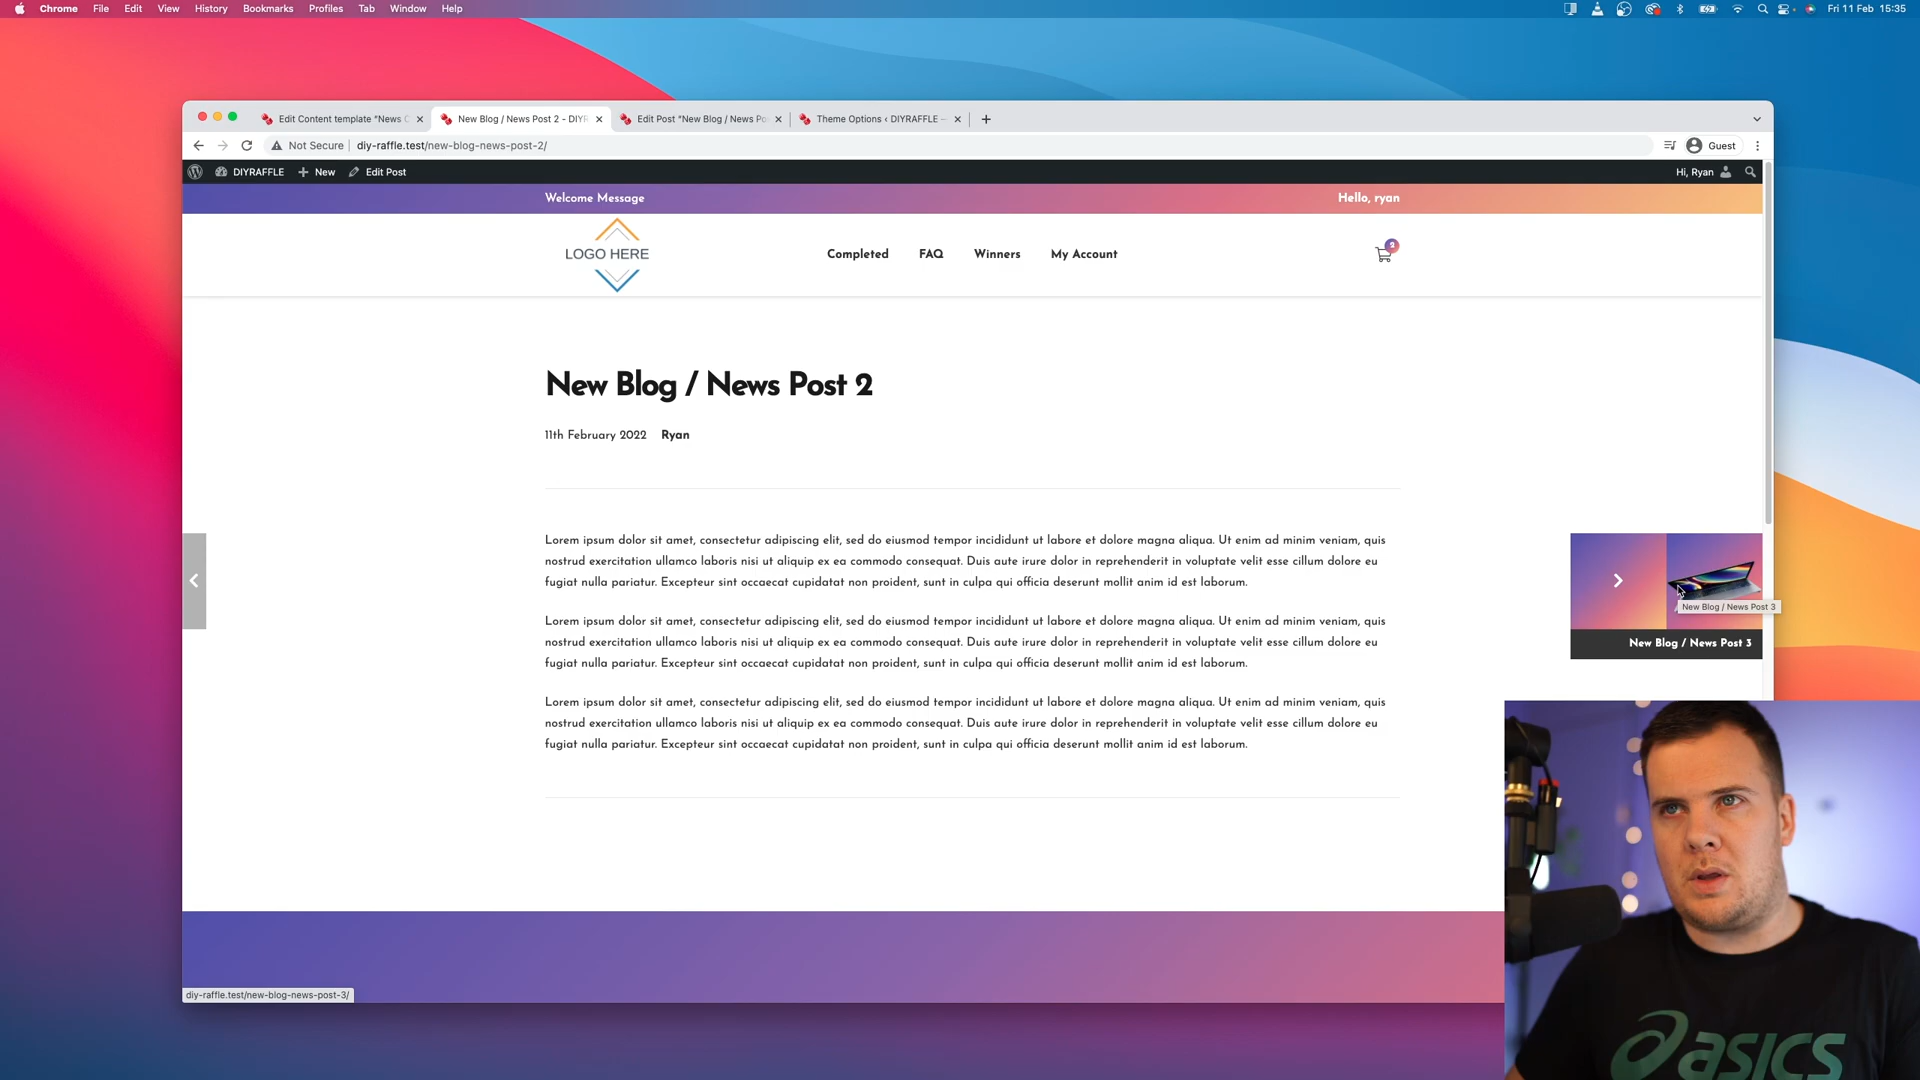 Chrome File Edit View History Bookmarks Profiles Tab Window Help
Fri 11 Feb 15:35
Edit Content template "News C
New Blog / News Post 2 - DIYR
Edit Post "New Blog / News Po
Theme Options ‹ DIYRAFFLE —
Not Secure diy-raffle.test/new-blog-news-post-2/
Guest
DIYRAFFLE New Edit Post
Hi, Ryan
Welcome Message
Hello, ryan
LOGO HERE
Completed FAQ Winners My Account
2
New Blog / News Post 2
11th February 2022 Ryan
Lorem ipsum dolor sit amet, consectetur adipiscing elit, sed do eiusmod tempor incididunt ut labore et dolore magna aliqua. Ut enim ad minim veniam, quis
nostrud exercitation ullamco laboris nisi ut aliquip ex ea commodo consequat. Duis aute irure dolor in reprehenderit in voluptate velit esse cillum dolore eu
fugiat nulla pariatur. Excepteur sint occaecat cupidatat non proident, sunt in culpa qui officia deserunt mollit anim id est laborum.
Lorem ipsum dolor sit amet, consectetur adipiscing elit, sed do eiusmod tempor incididunt ut labore et dolore magna aliqua. Ut enim ad minim veniam, quis
nostrud exercitation ullamco laboris nisi ut aliquip ex ea commodo consequat. Duis aute irure dolor in reprehenderit in voluptate velit esse cillum dolore eu
fugiat nulla pariatur. Excepteur sint occaecat cupidatat non proident, sunt in culpa qui officia deserunt mollit anim id est laborum.
Lorem ipsum dolor sit amet, consectetur adipiscing elit, sed do eiusmod tempor incididunt ut labore et dolore magna aliqua. Ut enim ad minim veniam, quis
nostrud exercitation ullamco laboris nisi ut aliquip ex ea commodo consequat. Duis aute irure dolor in reprehenderit in voluptate velit esse cillum dolore eu
fugiat nulla pariatur. Excepteur sint occaecat cupidatat non proident, sunt in culpa qui officia deserunt mollit anim id est laborum.
New Blog / News Post 3
New Blog / News Post 3
diy-raffle.test/new-blog-news-post-3/
asics